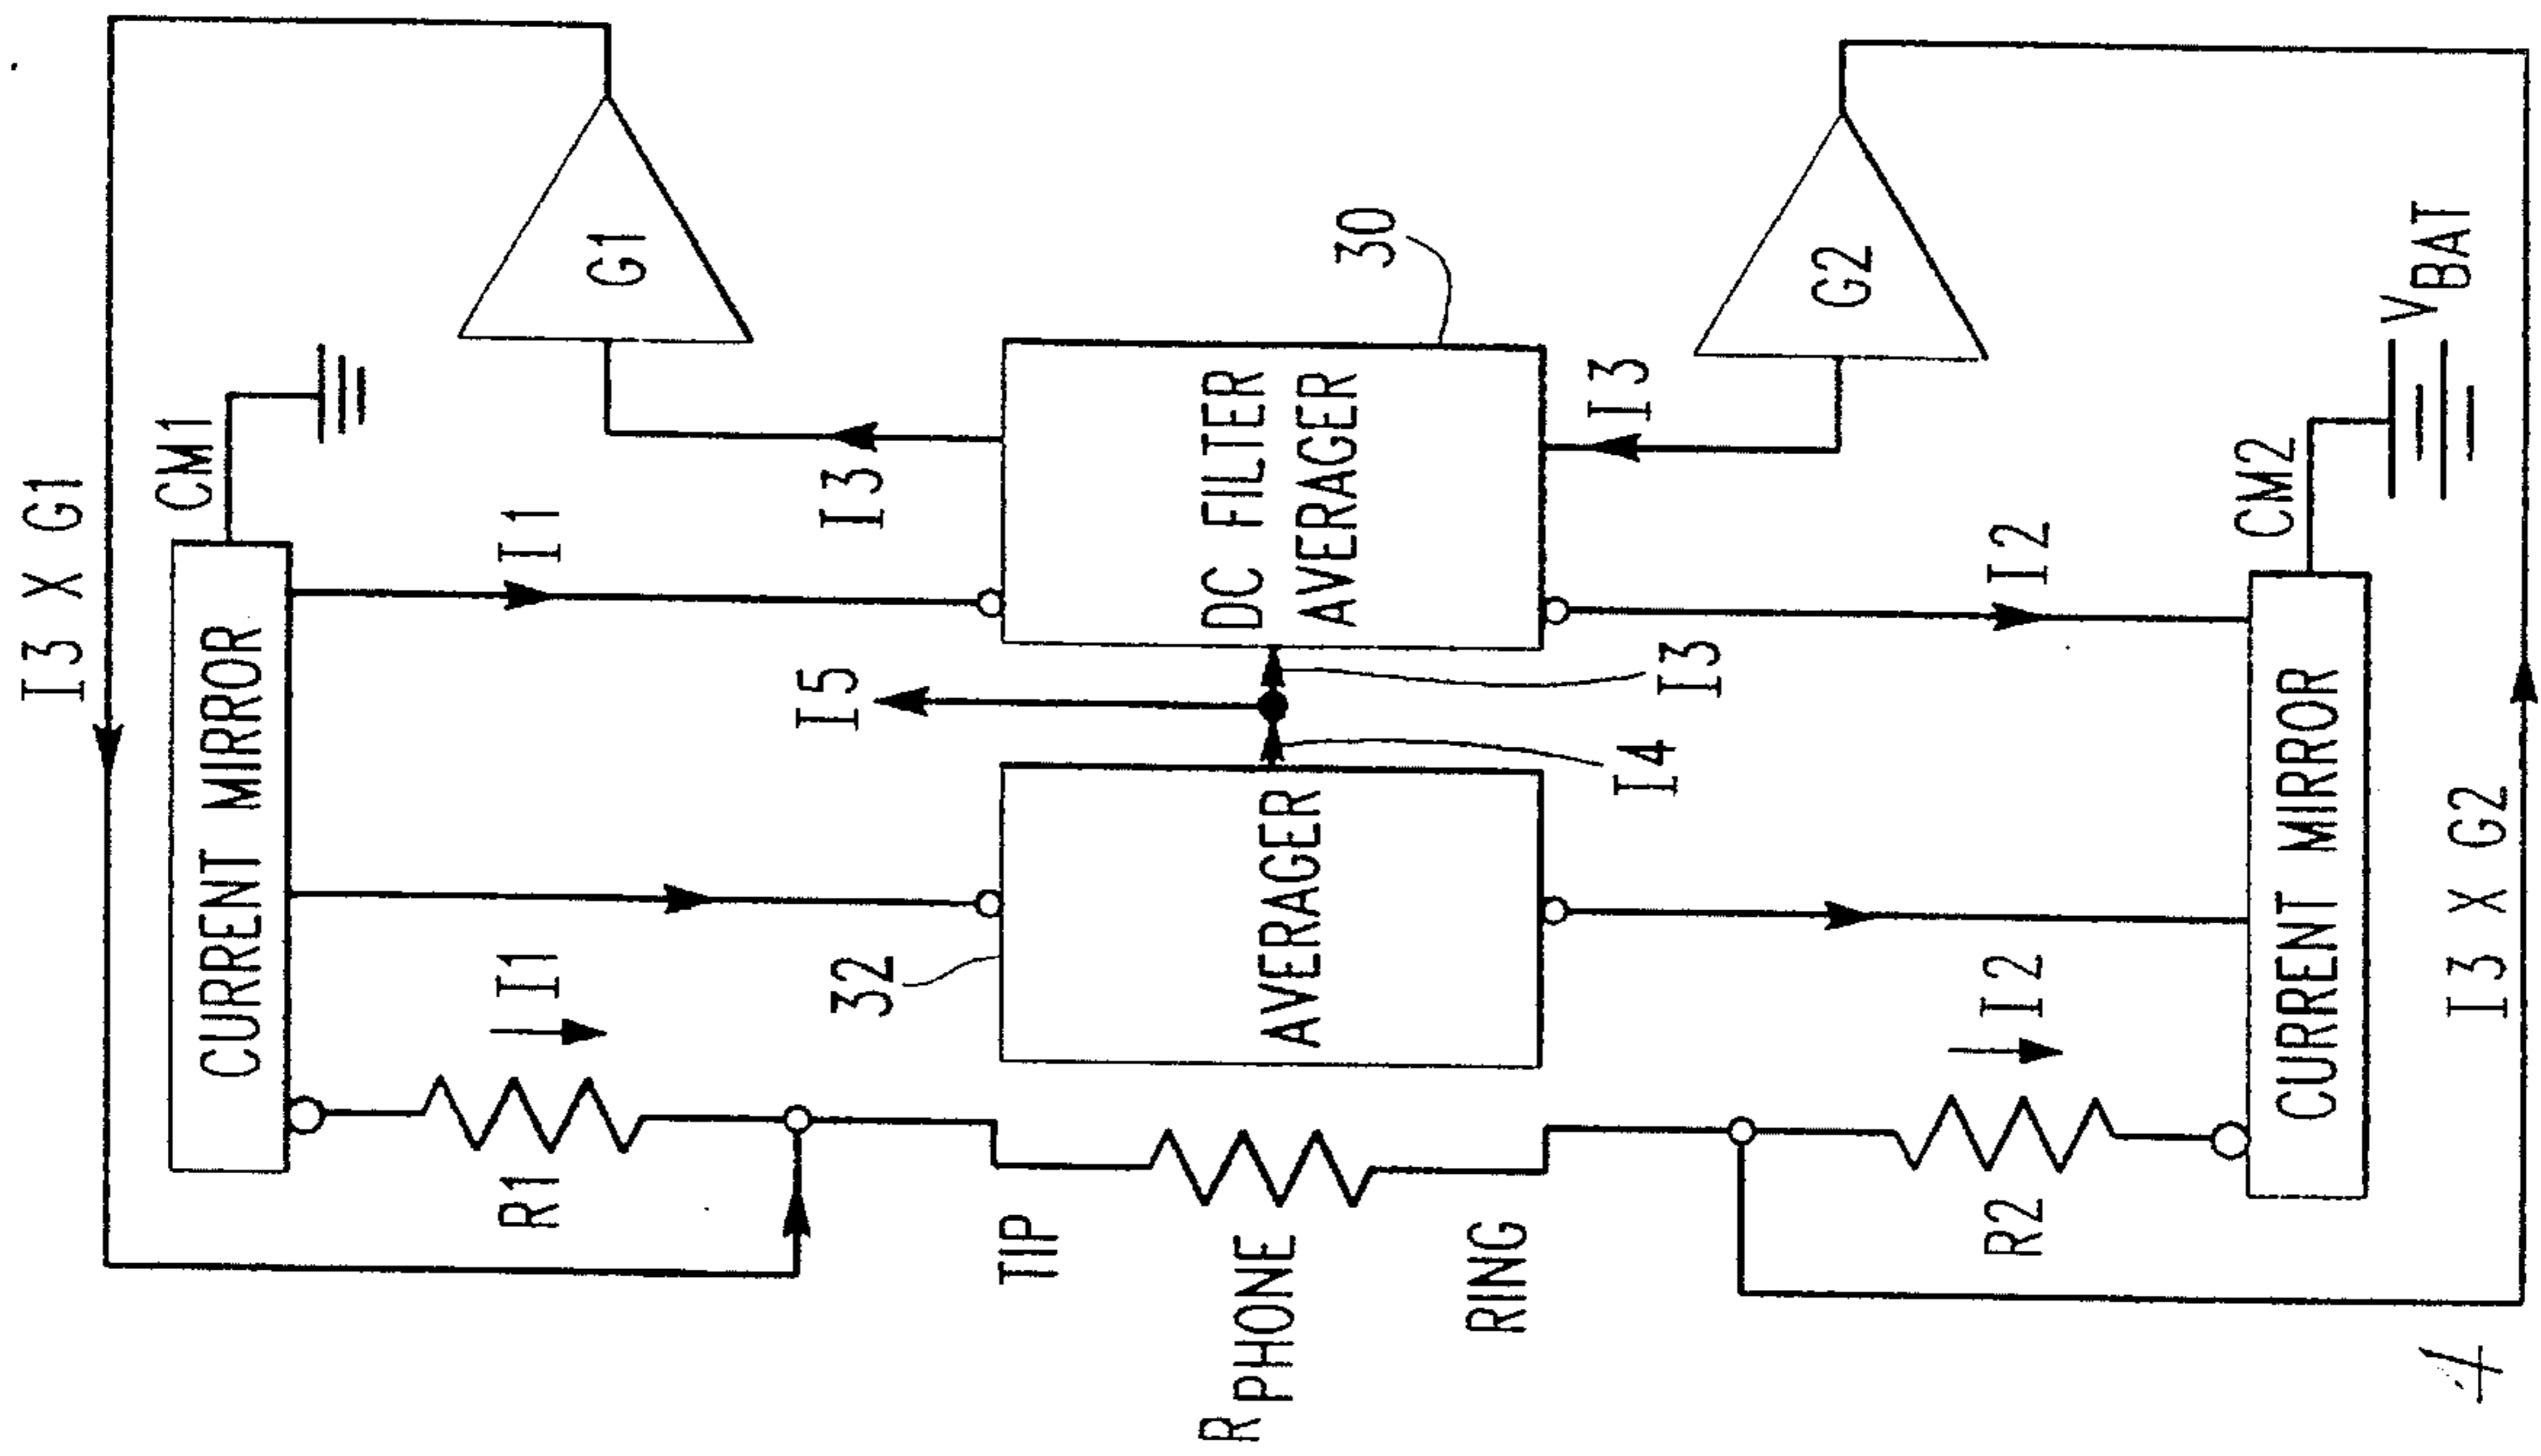 I3 X G1
CURRENT MIRROR
CM1
R1
I1
I1
G1
I3
I5
32
AVERAGER
I4
I3
DC FILTER
AVERAGER
30
TIP
R PHONE
RING
I3
G2
I2
R2
I2
CURRENT MIRROR
CM2
V BAT
I3 X G2
4